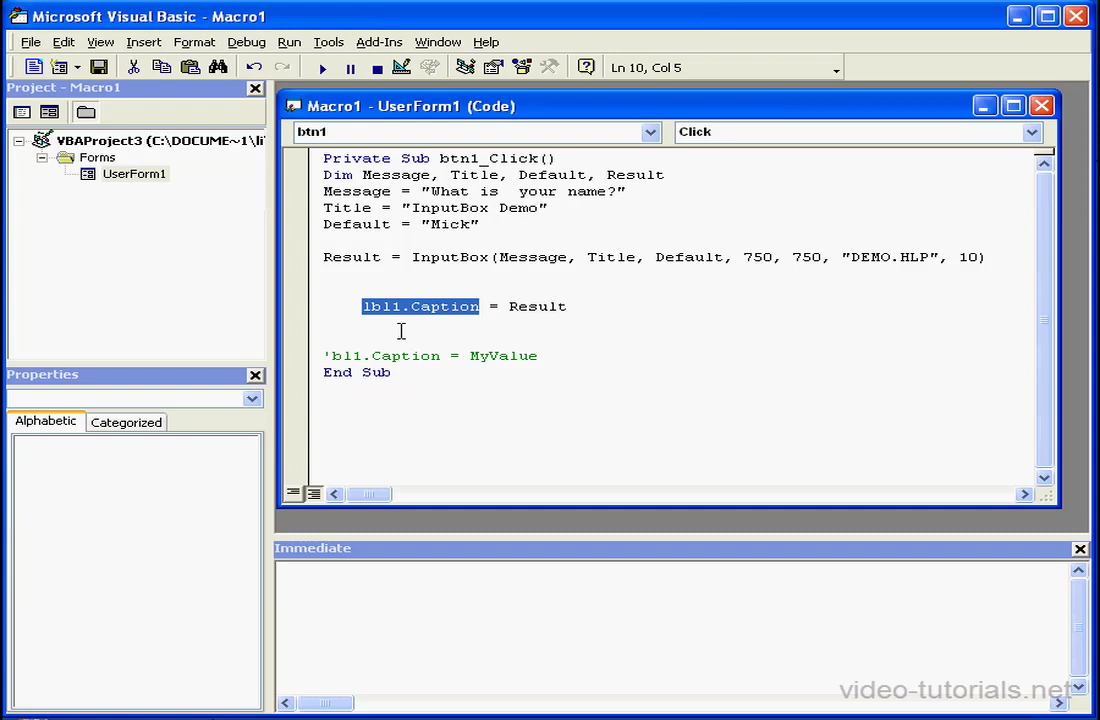 Microsoft Visual Basic - Macro1
File Edit View Insert Format Debug Run Tools Add-Ins Window Help
Ln 10, Col 5
Project - Macro1
VBAProject3 (C:\DOCUME~1\li
Forms
UserForm1
Macro1 - UserForm1 (Code)
btn1 Click
Private Sub btn1_Click()
Dim Message, Title, Default, Result
Message = "What is  your name?"
Title = "InputBox Demo"
Default = "Mick"
Result = InputBox(Message, Title, Default, 750, 750, "DEMO.HLP", 10)
lbl1.Caption = Result
'bl1.Caption = MyValue
End Sub
Properties
Alphabetic Categorized
Immediate
video-tutorials.net